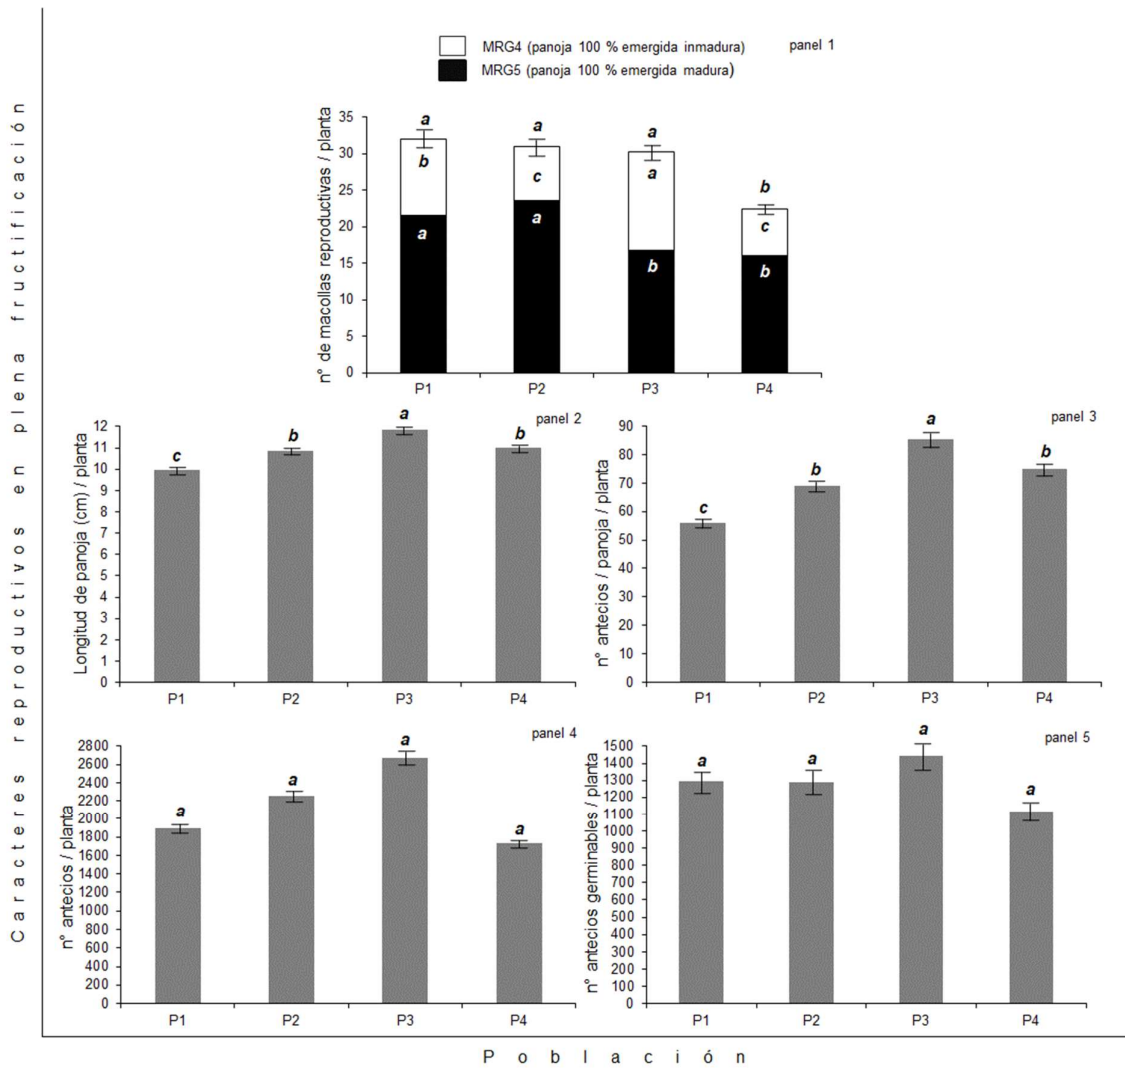 Caracteres reproductivos en plena fructificación
MRG4 (panoja 100 % emergida inmadura)
MRG5 (panoja 100 % emergida madura)
panel 1
n° de macollas reproductivas / planta
35
30
25
20
15
10
5
0
a
b
a
a
c
a
a
a
b
b
c
b
P1 P2 P3 P4
panel 2
Longitud de panoja (cm) / planta
12
11
10
9
8
7
6
5
4
3
2
1
0
c b a b
P1 P2 P3 P4
panel 3
n° antecios / panoja / planta
90
80
70
60
50
40
30
20
10
0
c b a b
P1 P2 P3 P4
panel 4
n° antecios / planta
2800
2600
2400
2200
2000
1800
1600
1400
1200
1000
800
600
400
200
0
a a a a
P1 P2 P3 P4
panel 5
n° antecios germinables / planta
1500
1400
1300
1200
1100
1000
900
800
700
600
500
400
300
200
100
0
a a a a
P1 P2 P3 P4
Población